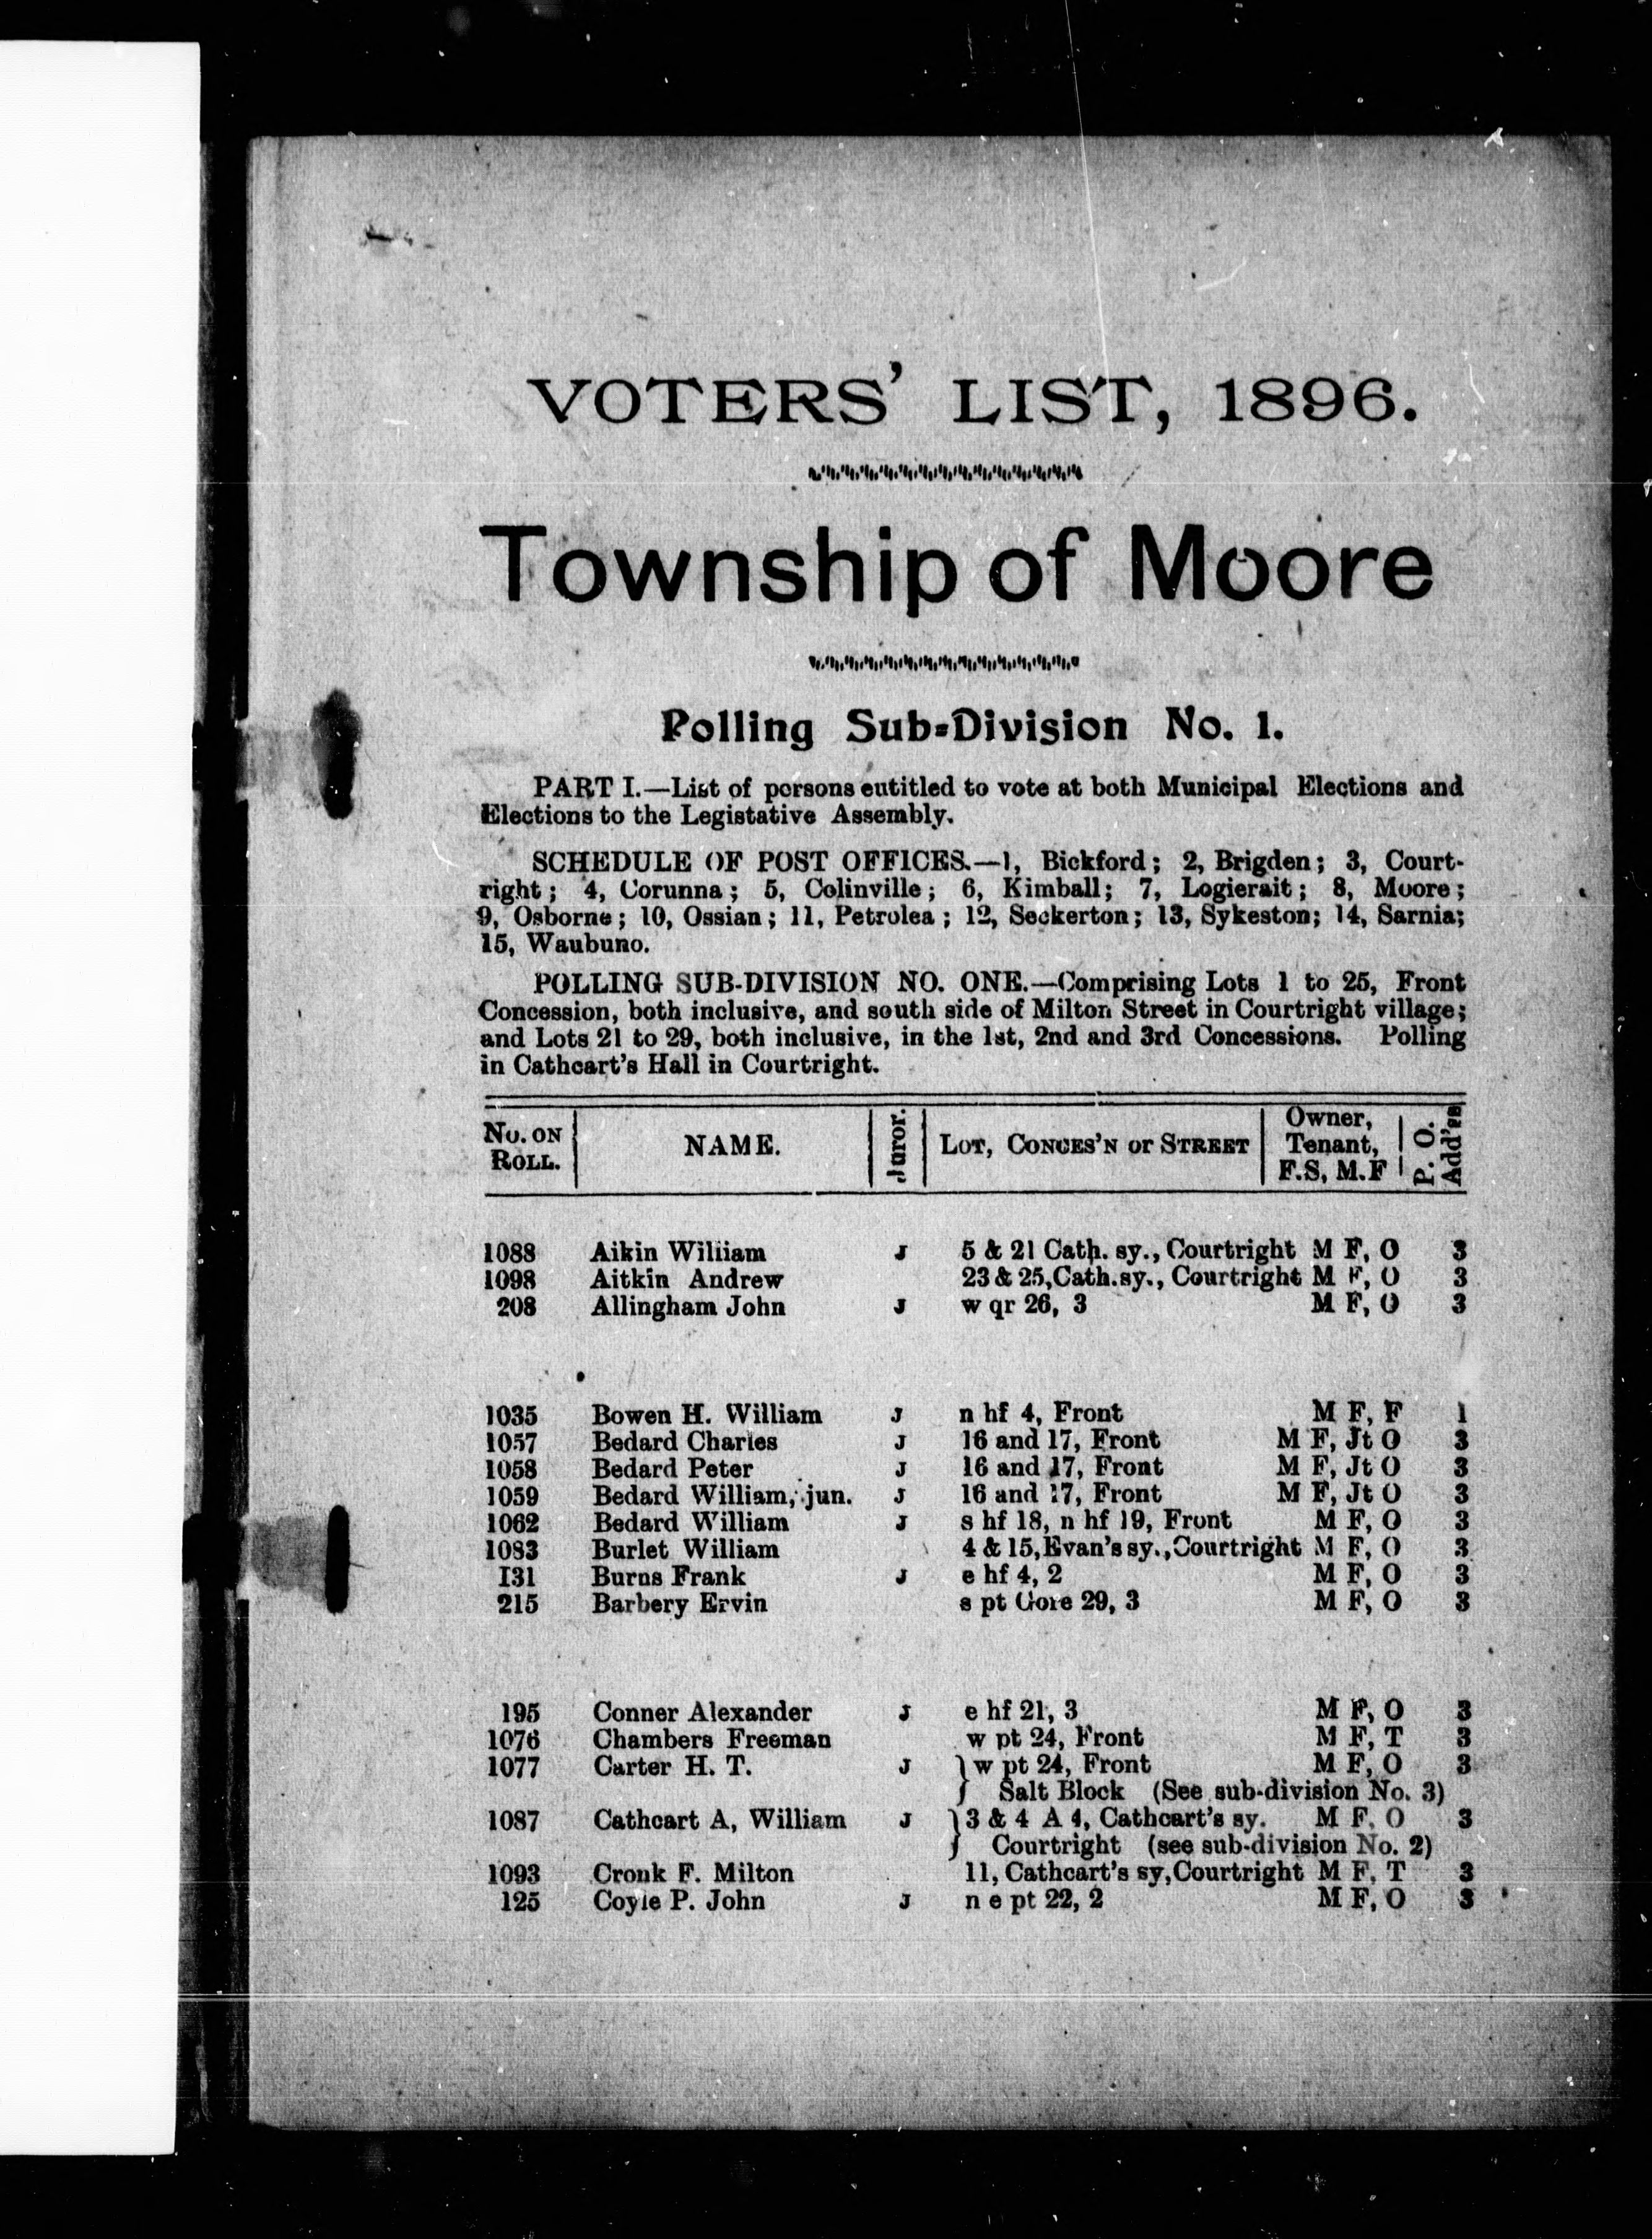 VOTERS' LIST, 1896.
Township of Moore
Polling Sub-Division No. 1.
PART I.—List of persons eutitled to vote at both Municipal Elections and
Elections to the Legistative Assembly.
SCHEDULE OF POST OFFICES.—1, Bickford; 2, Brigden; 3, Court-
right; 4, Corunna; 5, Colinville; 6, Kimball; 7, Logierait; 8, Moore;
9, Osborne; 10, Ossian; 11, Petrolea; 12, Seckerton; 13, Sykeston; 14, Sarnia;
15, Waubuno.
POLLING SUB-DIVISION NO. ONE.—Comprising Lots 1 to 25, Front
Concession, both inclusive, and south side of Milton Street in Courtright village;
and Lots 21 to 29, both inclusive, in the 1st, 2nd and 3rd Concessions. Polling
in Cathcart's Hall in Courtright.
No. ON ROLL. NAME. Juror. LOT, CONCES'N or STREET Owner, Tenant, F.S, M.F P. O. Add'ss
1088 Aikin William J 5 & 21 Cath. sy., Courtright M F, O 3
1098 Aitkin Andrew 23 & 25, Cath. sy., Courtright M F, O 3
208 Allingham John J w qr 26, 3 M F, O 3
1035 Bowen H. William J n hf 4, Front M F, F 1
1057 Bedard Charles J 16 and 17, Front M F, Jt O 3
1058 Bedard Peter J 16 and 17, Front M F, Jt O 3
1059 Bedard William, jun. J 16 and 17, Front M F, Jt O 3
1062 Bedard William J s hf 18, n hf 19, Front M F, O 3
1083 Burlet William 4 & 15, Evan's sy., Courtright M F, O 3
131 Burns Frank J e hf 4, 2 M F, O 3
215 Barbery Ervin s pt Gore 29, 3 M F, O 3
195 Conner Alexander J e hf 21, 3 M F, O 3
1076 Chambers Freeman w pt 24, Front M F, T 3
1077 Carter H. T. J } w pt 24, Front M F, O 3
Salt Block (See sub-division No. 3)
1087 Cathcart A, William J } 3 & 4 A 4, Cathcart's sy. M F, O 3
Courtright (see sub-division No. 2)
1093 Cronk F. Milton 11, Cathcart's sy, Courtright M F, T 3
125 Coyle P. John J n e pt 22, 2 M F, O 3